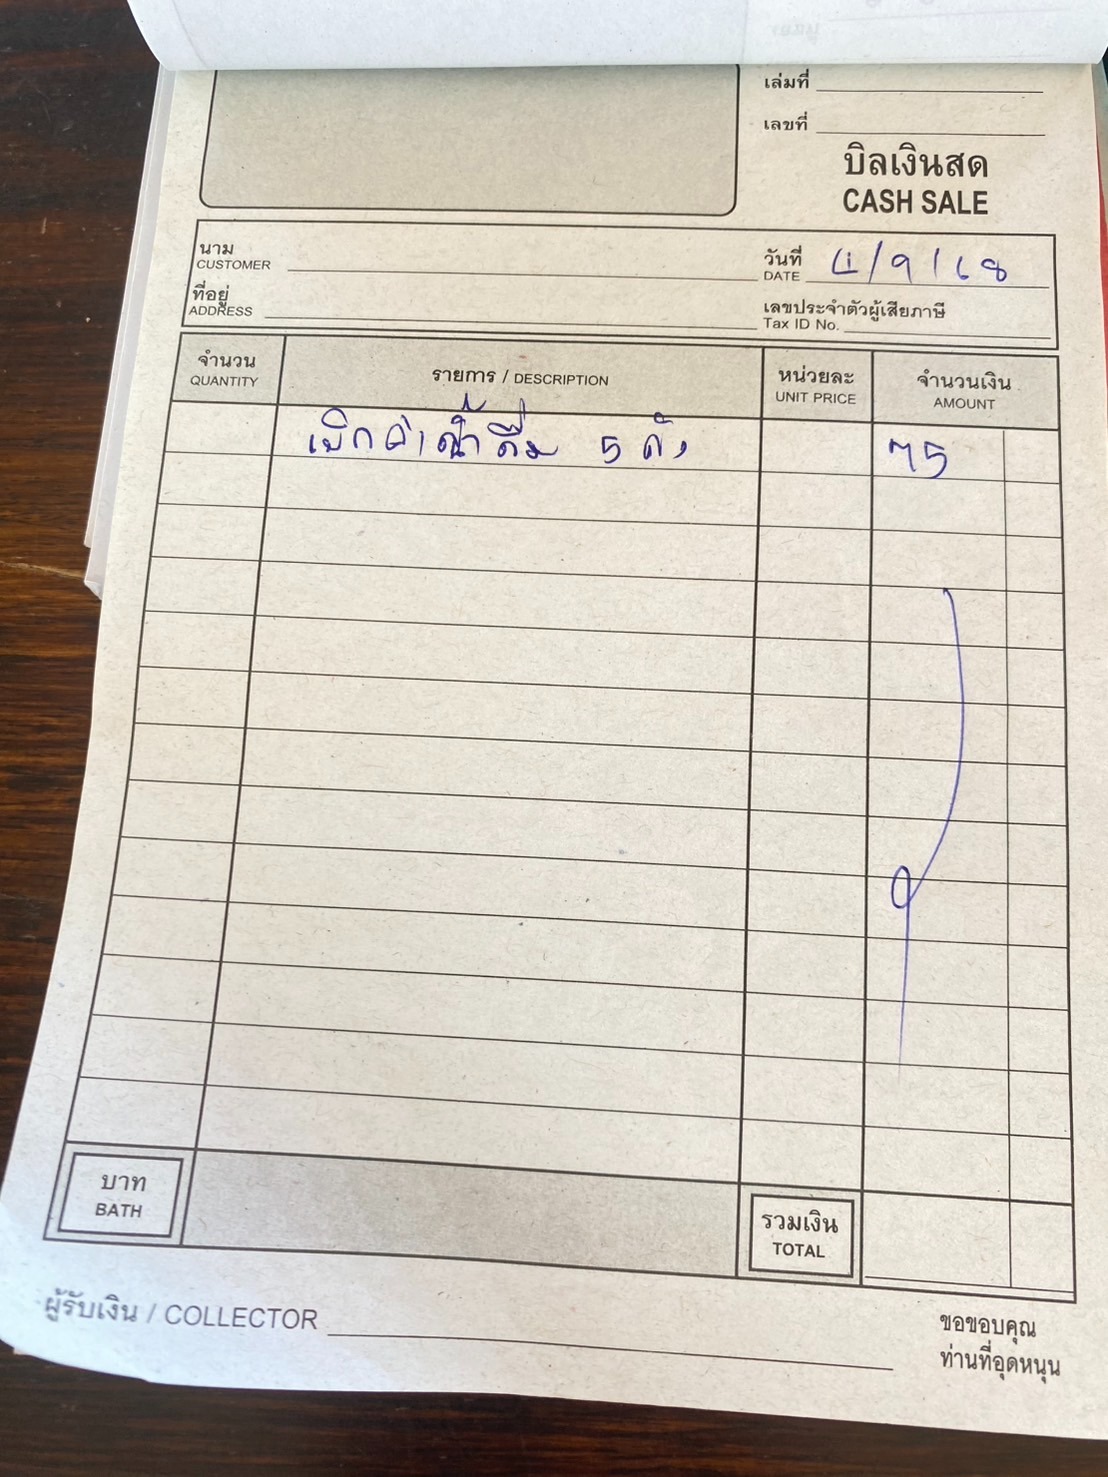 เล่มที่
เลขที่
บิลเงินสด
CASH SALE
นาม
CUSTOMER
วันที่ 4/9/68
DATE
ที่อยู่
ADDRESS
เลขประจำตัวผู้เสียภาษี
Tax ID No.
จำนวน รายการ / DESCRIPTION หน่วยละ จำนวนเงิน
QUANTITY UNIT PRICE AMOUNT
เบิกค่าน้ำดื่ม 5 ถัง 75
บาท
BATH
รวมเงิน
TOTAL
ผู้รับเงิน / COLLECTOR
ขอขอบคุณ
ท่านที่อุดหนุน